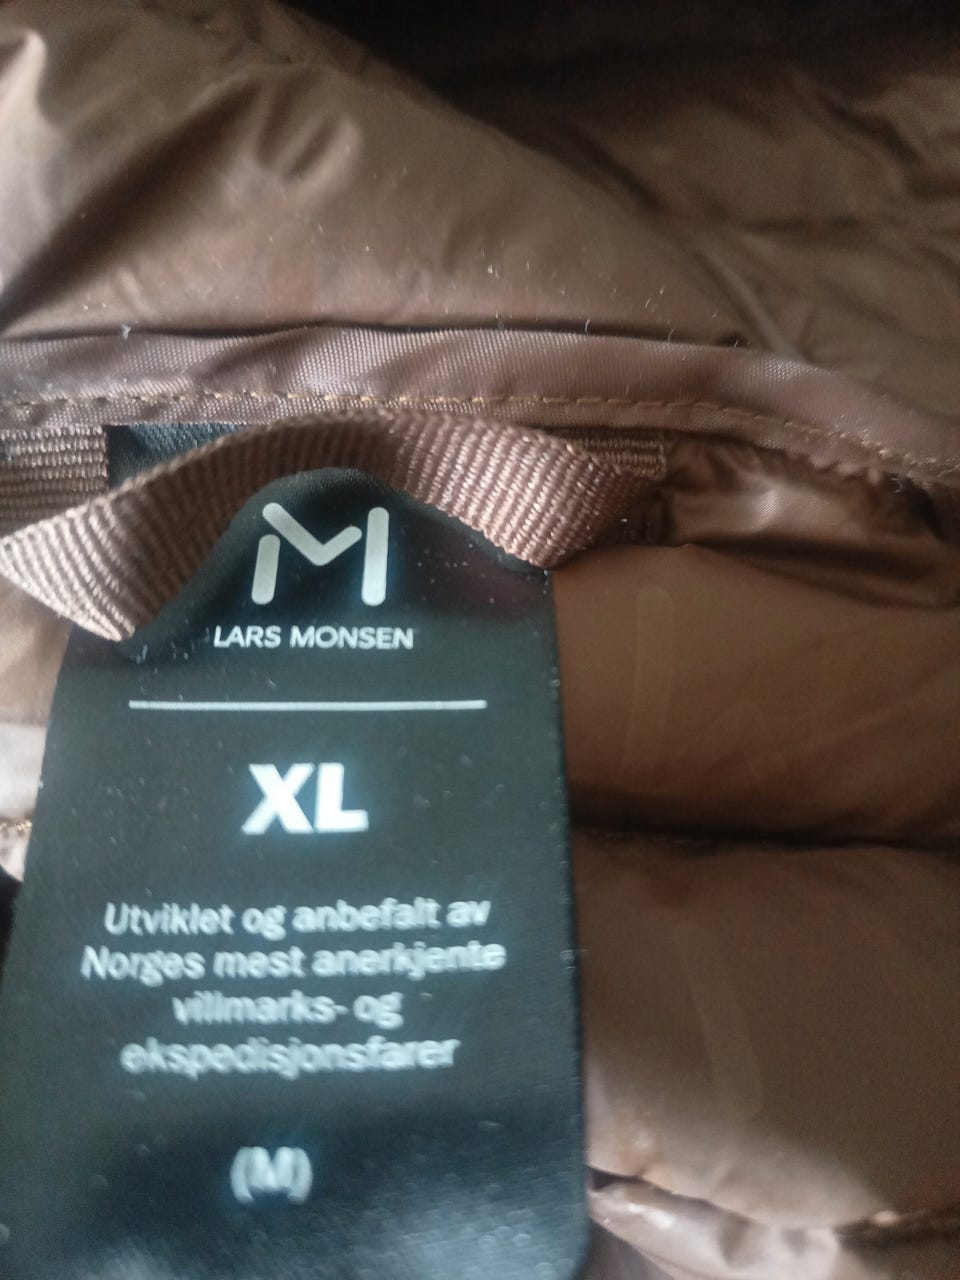 LARS MONSEN
XL
Utviklet og anbefalt av
Norges mest anerkjente
villmarks- og
ekspedisjonsfarer
(M)